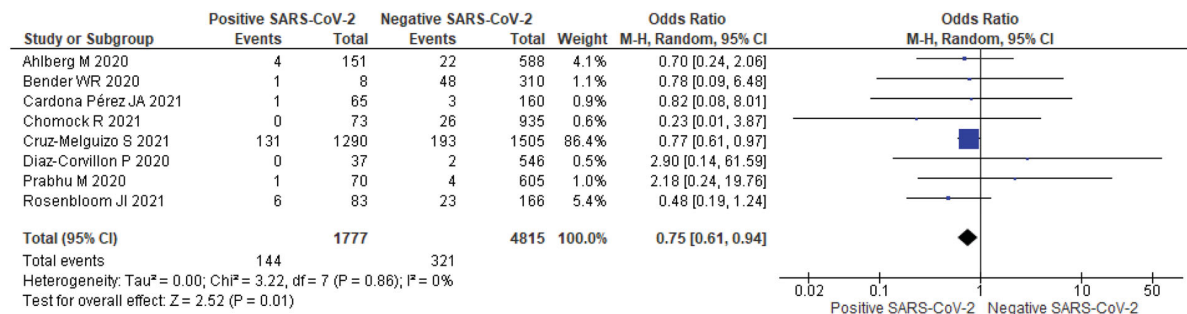 Positive SARS-CoV-2 Negative SARS-CoV-2 Odds Ratio Odds Ratio
Study or Subgroup Events Total Events Total Weight M-H, Random, 95% CI M-H, Random, 95% CI
Ahlberg M 2020 4 151 22 588 4.1% 0.70 [0.24, 2.06]
Bender WR 2020 1 8 48 310 1.1% 0.78 [0.09, 6.48]
Cardona Pérez JA 2021 1 65 3 160 0.9% 0.82 [0.08, 8.01]
Chornock R 2021 0 73 26 935 0.6% 0.23 [0.01, 3.87]
Cruz-Melguizo S 2021 131 1290 193 1505 86.4% 0.77 [0.61, 0.97]
Diaz-Corvillon P 2020 0 37 2 546 0.5% 2.90 [0.14, 61.59]
Prabhu M 2020 1 70 4 605 1.0% 2.18 [0.24, 19.76]
Rosenbloom JI 2021 6 83 23 166 5.4% 0.48 [0.19, 1.24]
Total (95% CI) 1777 4815 100.0% 0.75 [0.61, 0.94]
Total events 144 321
Heterogeneity: Tau² = 0.00; Chi² = 3.22, df = 7 (P = 0.86); I² = 0%
Test for overall effect: Z = 2.52 (P = 0.01)
0.02 0.1 1 10 50
Positive SARS-CoV-2 Negative SARS-CoV-2